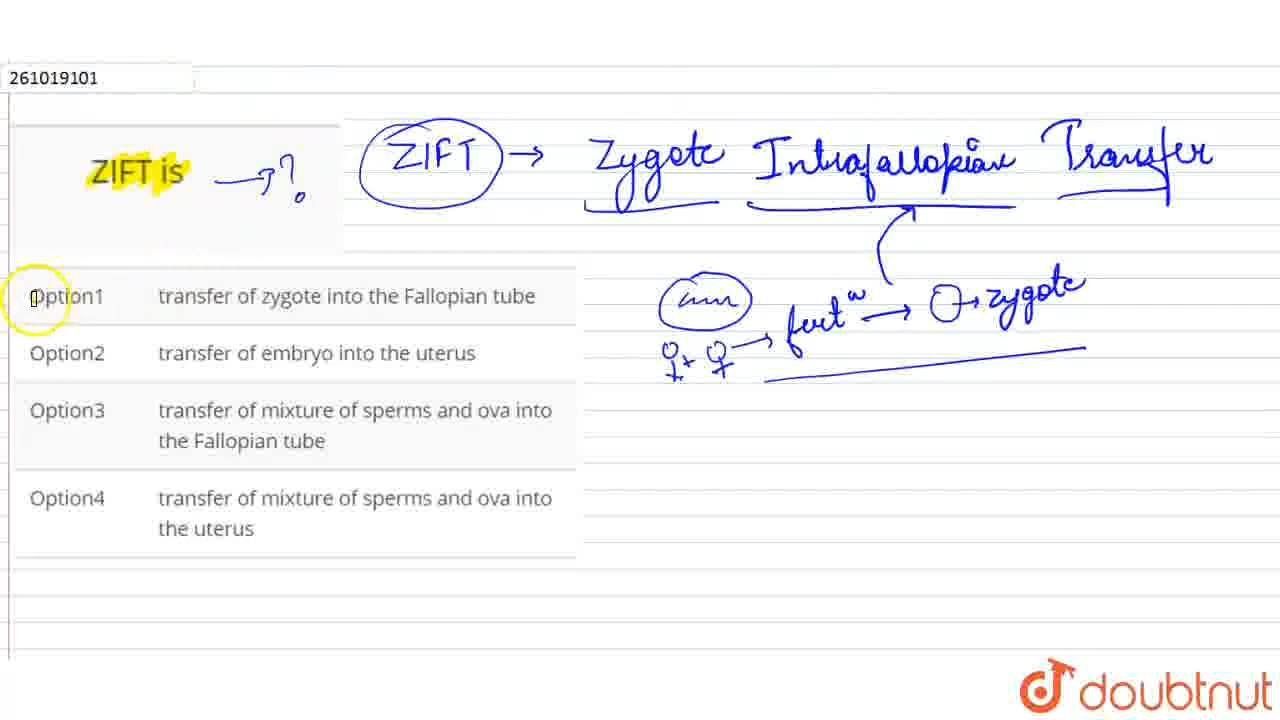 261019101
ZIFT is → ?
ZIFT → Zygote Intrafallopian Transfer
♀ + ♀ → fertⁿ → → zygote
Option1 transfer of zygote into the Fallopian tube
Option2 transfer of embryo into the uterus
Option3 transfer of mixture of sperms and ova into
the Fallopian tube
Option4 transfer of mixture of sperms and ova into
the uterus
doubtnut